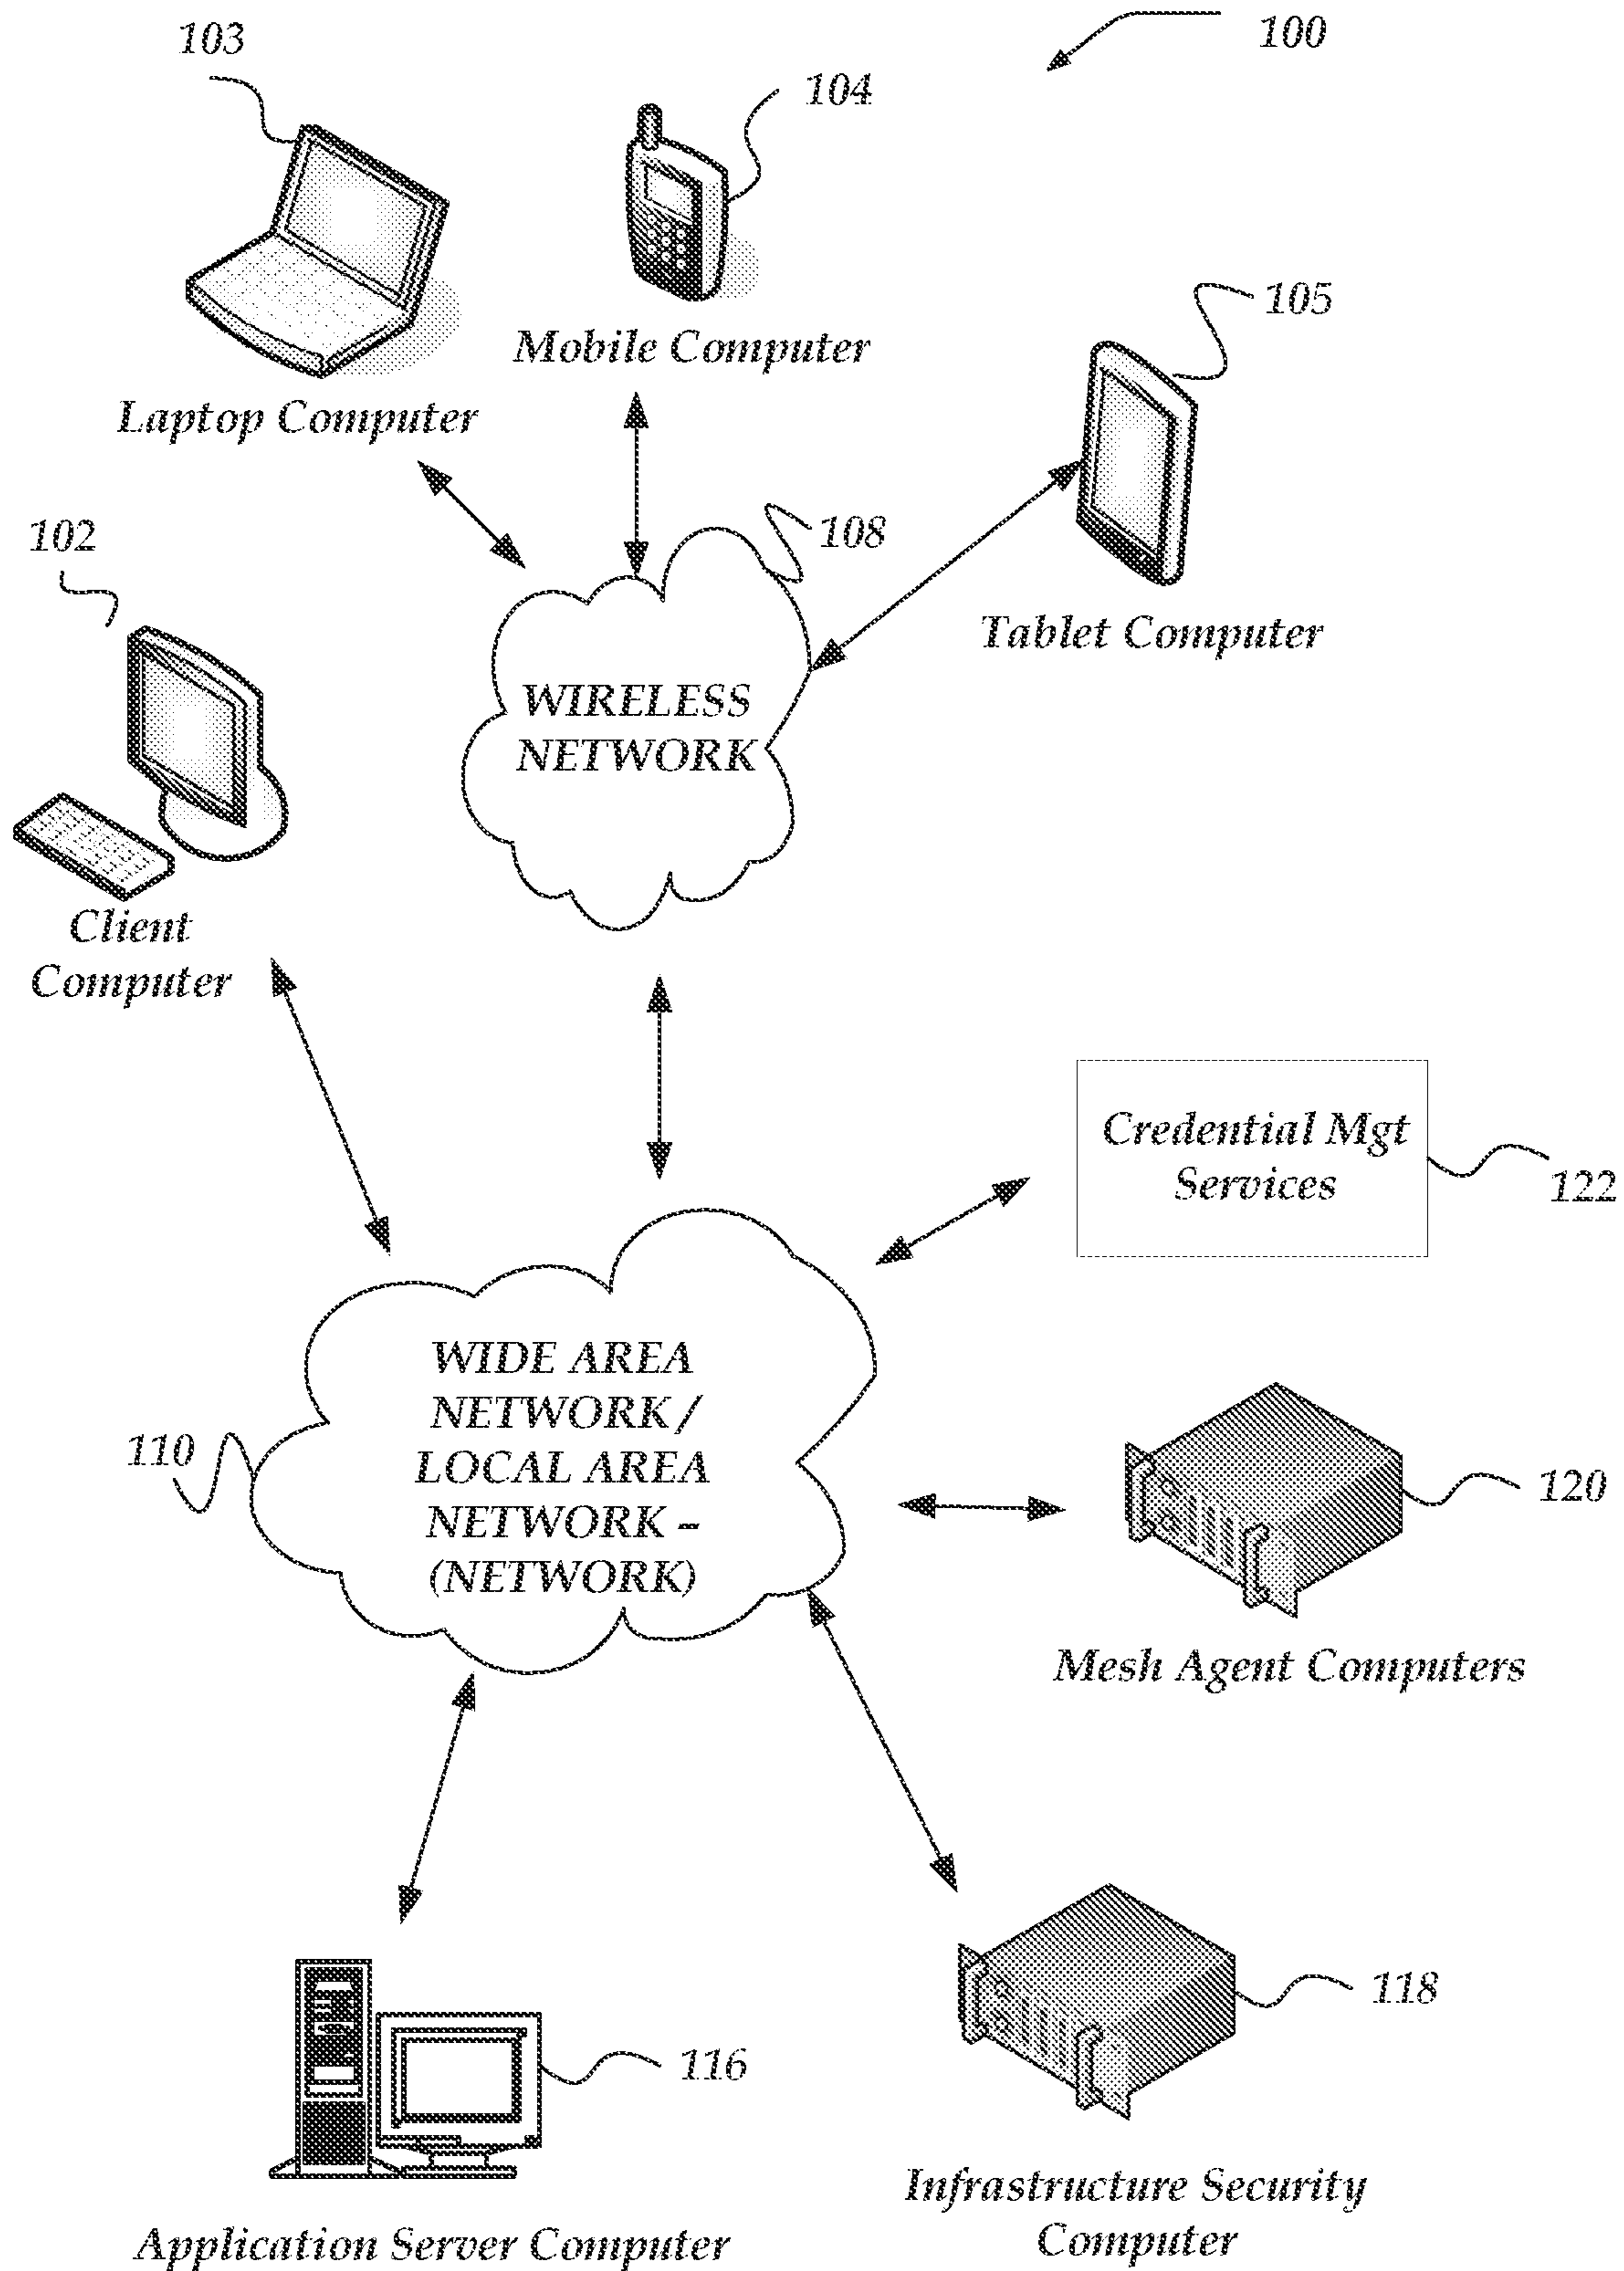 100
103
104
Mobile Computer
105
Laptop Computer
108
102
Tablet Computer
WIRELESS
NETWORK
Client
Computer
Credential Mgt
Services
122
WIDE AREA
NETWORK /
LOCAL AREA
NETWORK –
(NETWORK)
110
120
Mesh Agent Computers
118
116
Infrastructure Security
Computer
Application Server Computer